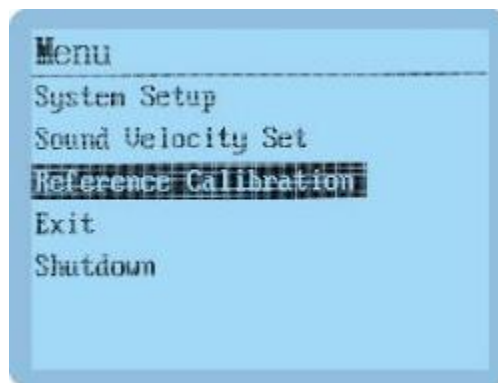 Menu
System Setup
Sound Velocity Set
Reference Calibration
Exit
Shutdown